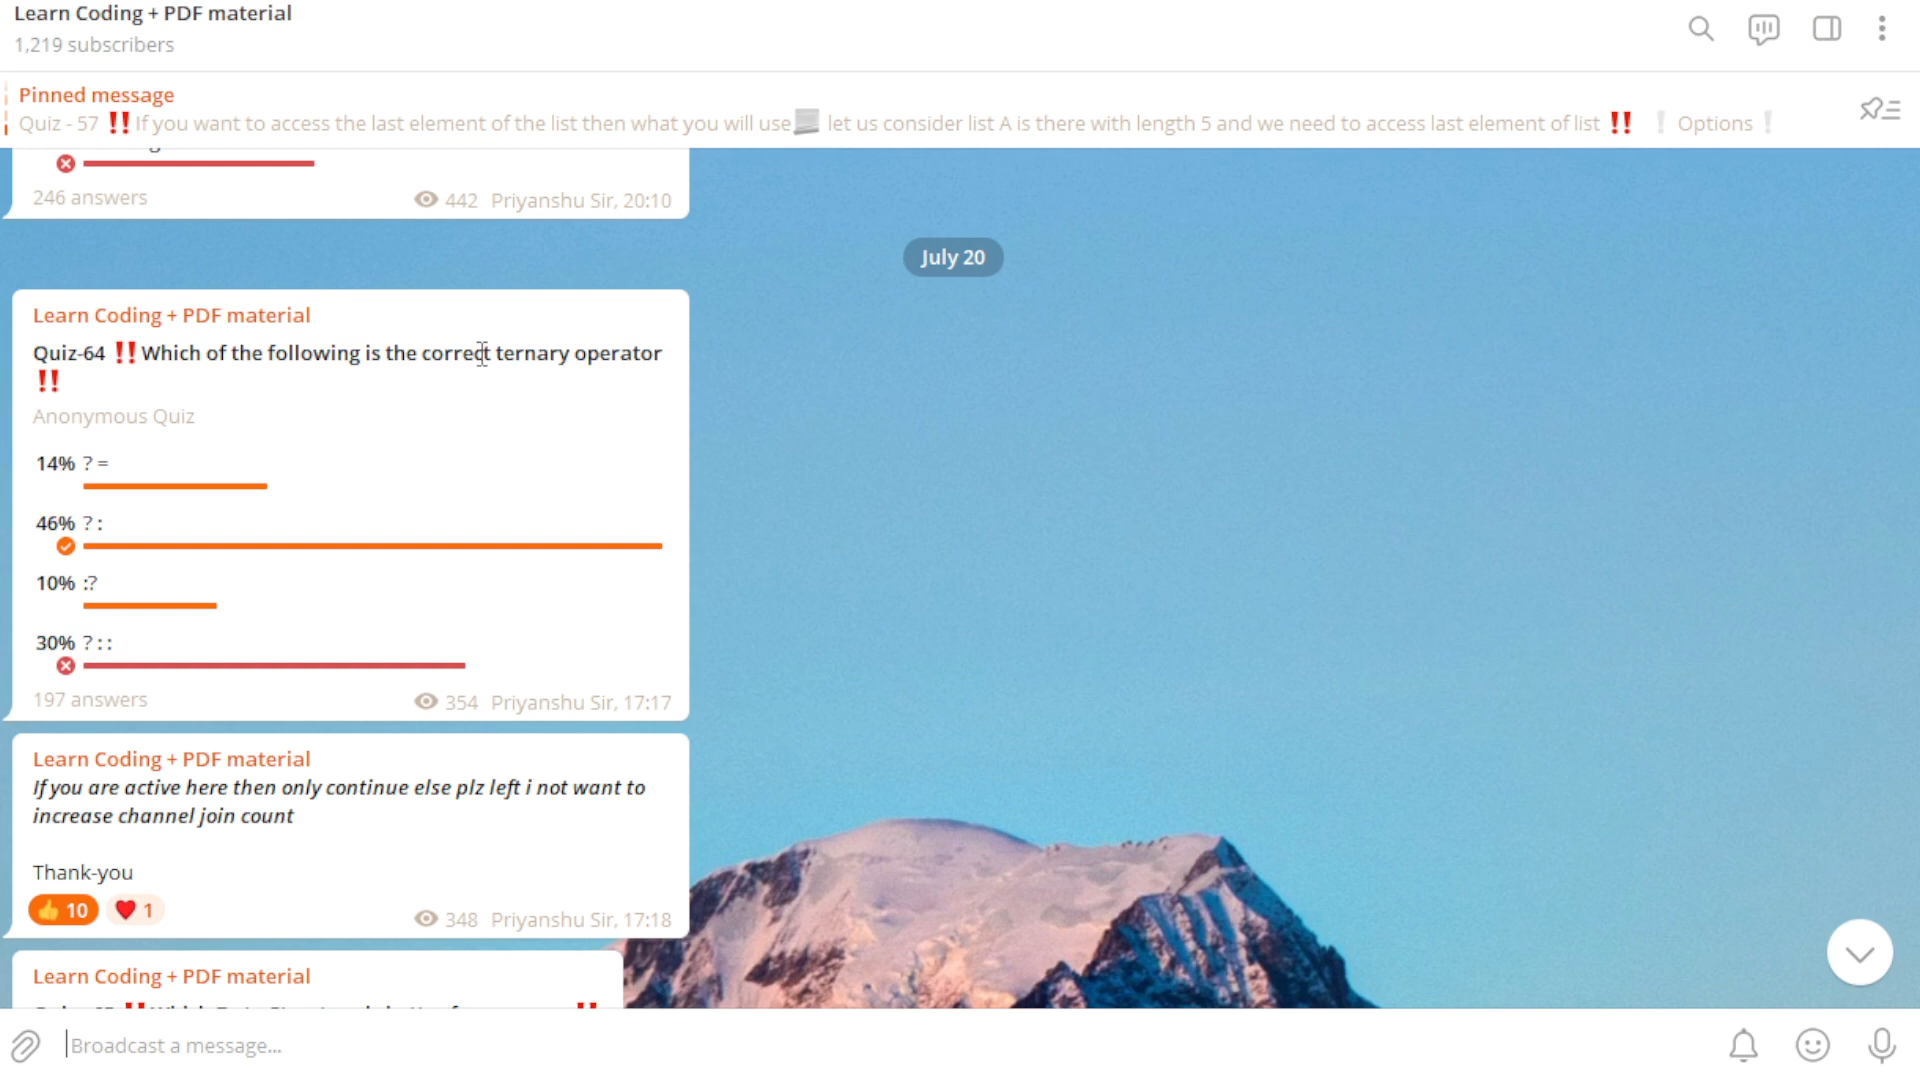 Learn Coding + PDF material
1,219 subscribers
Pinned message
Quiz - 57 ‼️If you want to access the last element of the list then what you will use let us consider list A is there with length 5 and we need to access last element of list ‼️ ❕ Options ❕
246 answers
442 Priyanshu Sir, 20:10
July 20
Learn Coding + PDF material
Quiz-64 ‼️Which of the following is the correct ternary operator
‼️
Anonymous Quiz
14% ? =
46% ? :
10% :?
30% ? : :
197 answers
354 Priyanshu Sir, 17:17
Learn Coding + PDF material
If you are active here then only continue else plz left i not want to
increase channel join count
Thank-you
👍 10 ❤️ 1
348 Priyanshu Sir, 17:18
Learn Coding + PDF material
Broadcast a message...